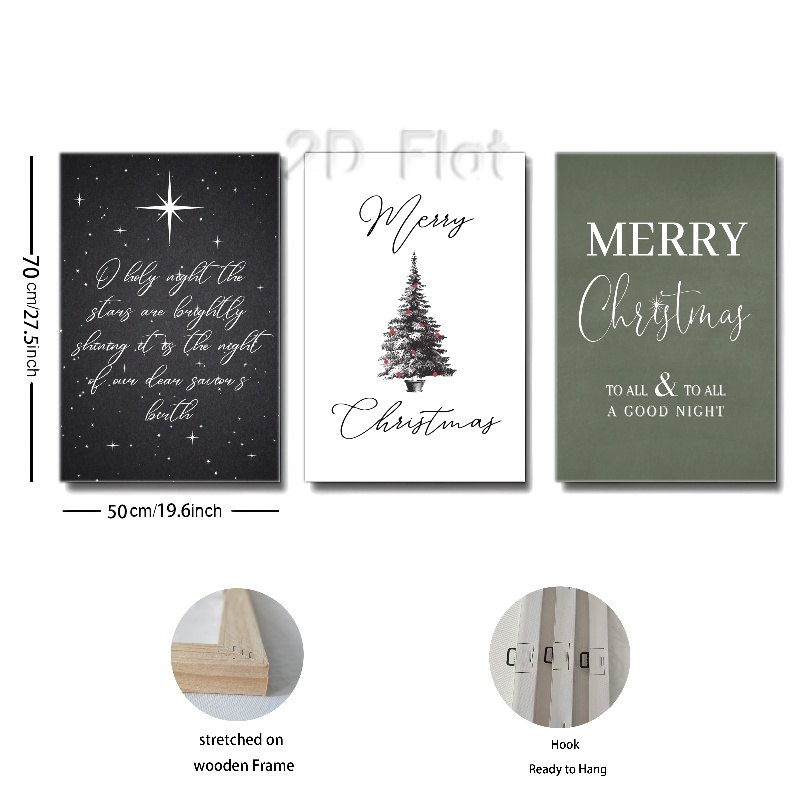 2D Flat
70 cm/27.5inch
O holy night the
stars are brightly
shining it is the night
of our dear savior's
birth
Merry
Christmas
MERRY
Christmas
TO ALL & TO ALL
A GOOD NIGHT
50cm/19.6inch
stretched on
wooden Frame
Hook
Ready to Hang